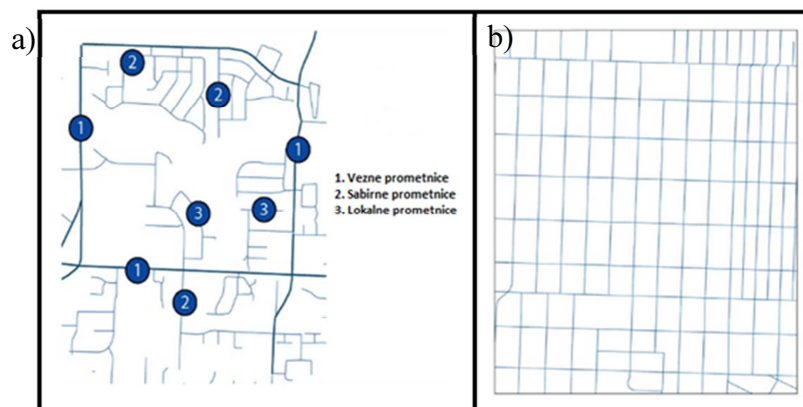 a)
b)
2
2
1
1
1. Vezne prometnice
2. Sabirne prometnice
3. Lokalne prometnice
3
3
1
2